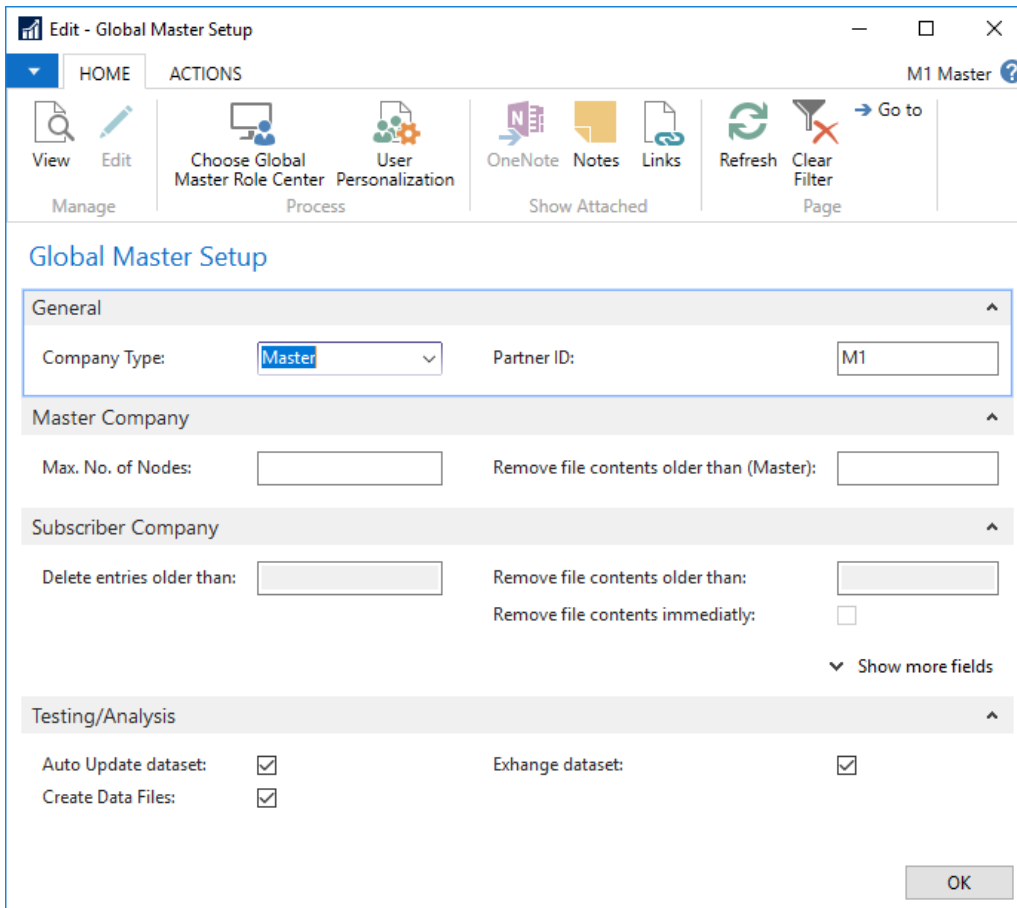 Edit - Global Master Setup
HOME ACTIONS M1 Master ?
View Edit Choose Global Master Role Center User Personalization OneNote Notes Links Refresh Clear Filter Go to
Manage Process Show Attached Page
Global Master Setup
General
Company Type: Master Partner ID: M1
Master Company
Max. No. of Nodes: Remove file contents older than (Master):
Subscriber Company
Delete entries older than: Remove file contents older than:
Remove file contents immediatly:
Show more fields
Testing/Analysis
Auto Update dataset: Exhange dataset:
Create Data Files:
OK